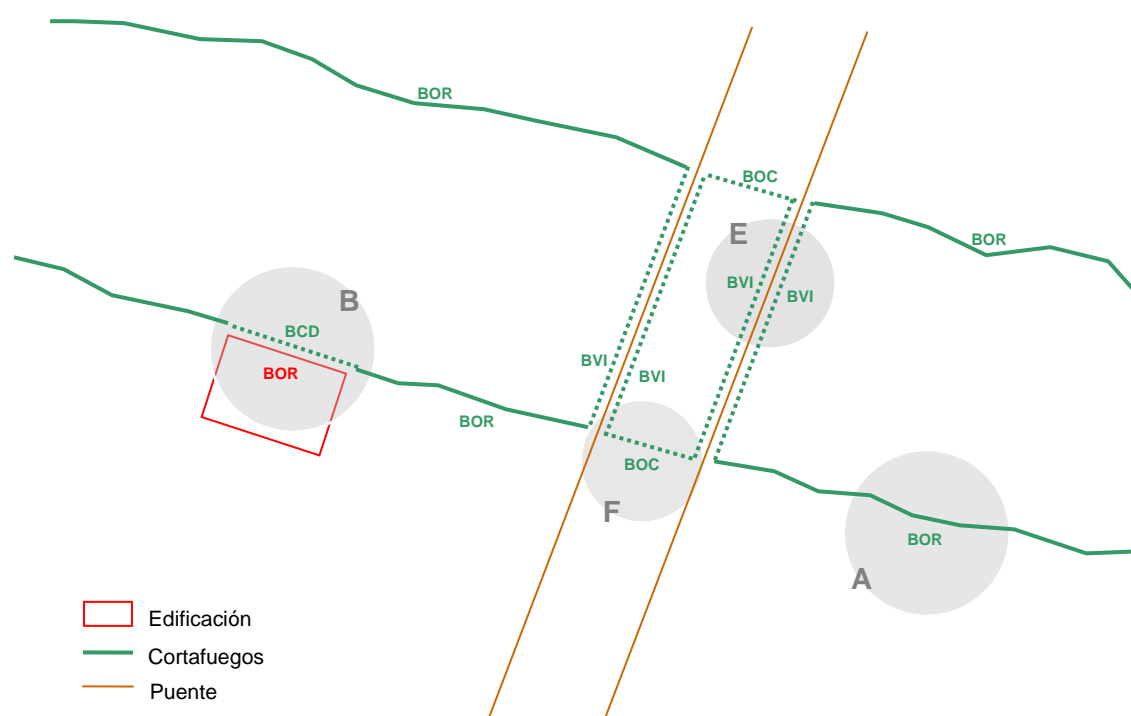 BOR
BOC
E
BOR
BVI
BVI
B
BCD
BOR
BVI
BVI
BOR
BOC
F
BOR
A
Edificación
Cortafuegos
Puente